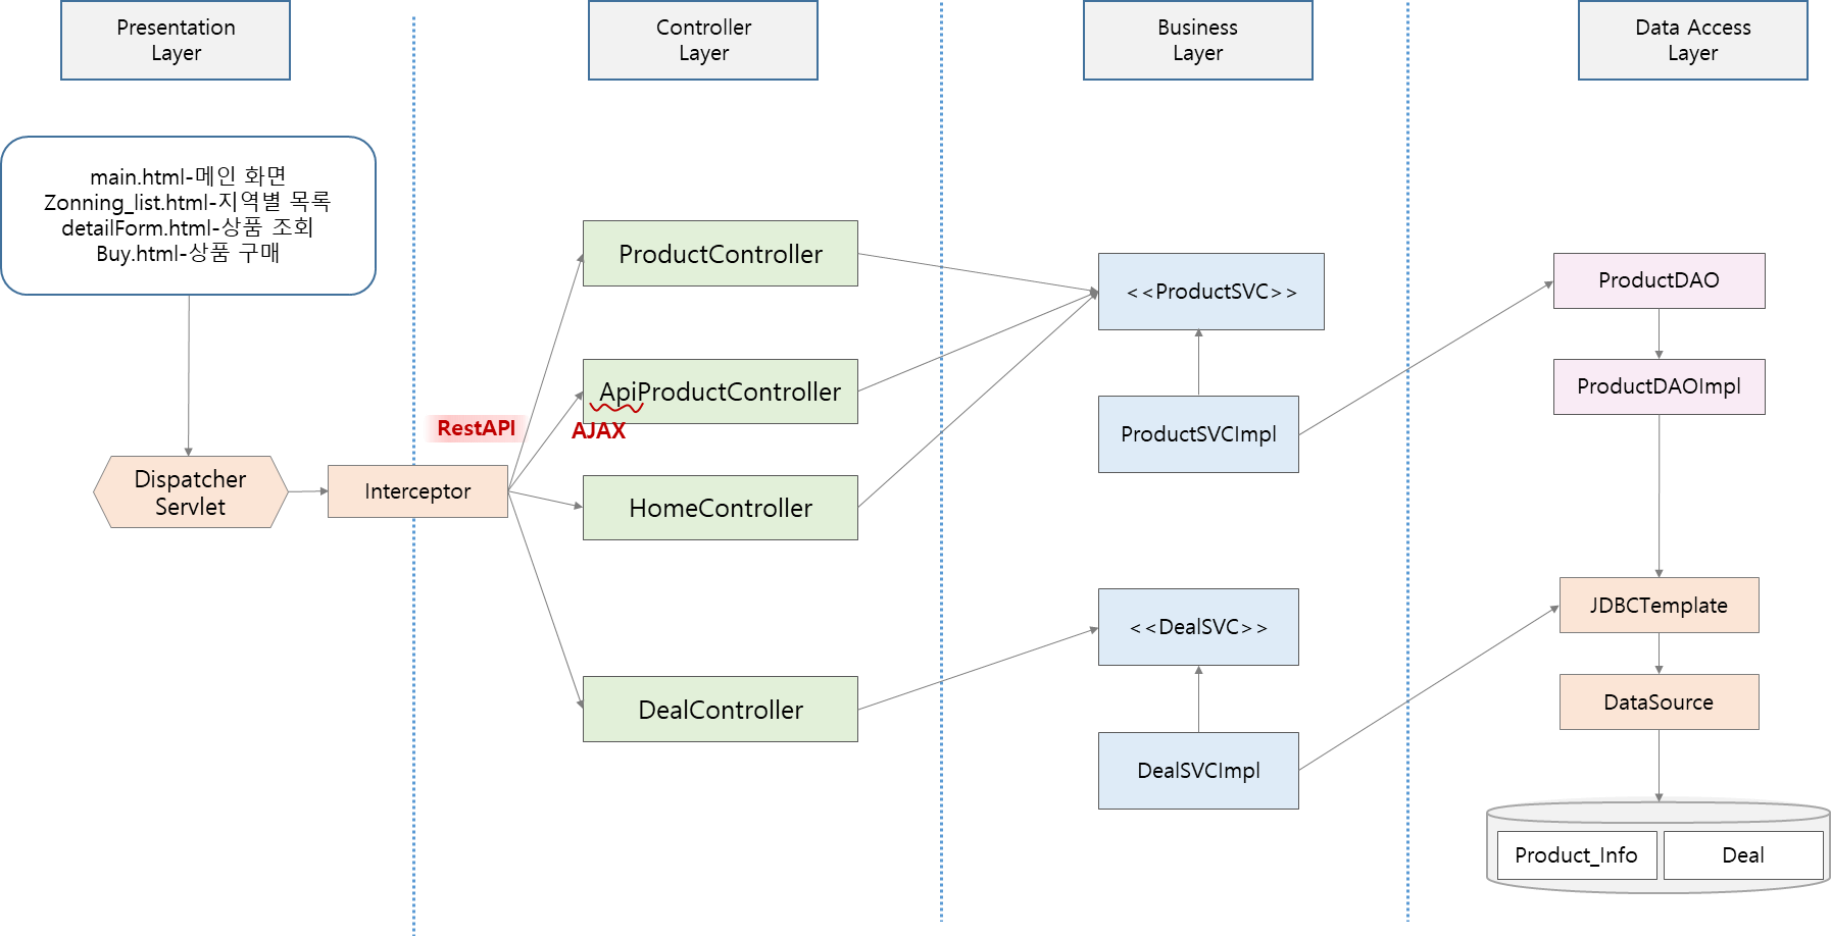 Presentation
Layer
Controller
Layer
Business
Layer
Data Access
Layer
main.html-메인 화면
Zonning_list.html-지역별 목록
detailForm.html-상품 조회
Buy.html-상품 구매
Dispatcher
Servlet
Interceptor
RestAPI
ProductController
ApiProductController
AJAX
HomeController
DealController
<<ProductSVC>>
ProductSVCImpl
<<DealSVC>>
DealSVCImpl
ProductDAO
ProductDAOImpl
JDBCTemplate
DataSource
Product_Info
Deal